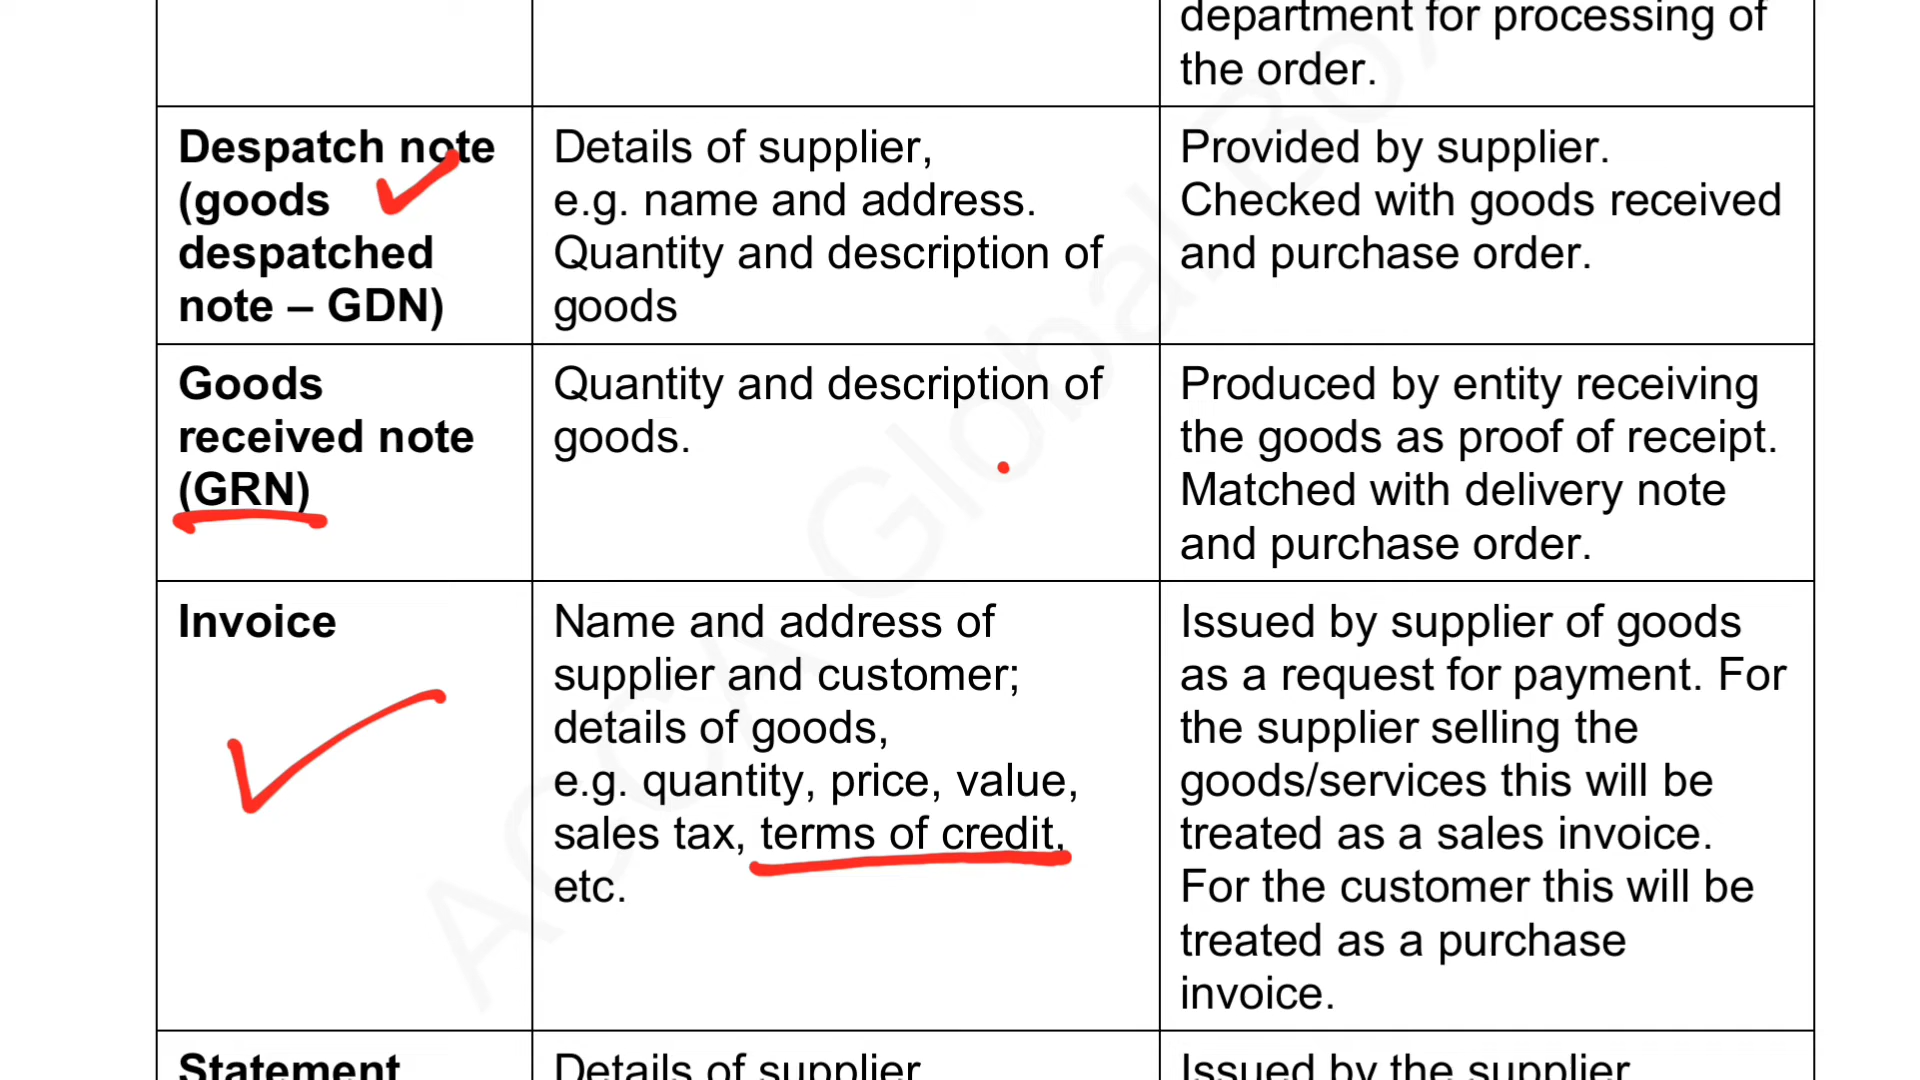 department for processing of
the order.
Despatch note
(goods
despatched
note – GDN)
Details of supplier,
e.g. name and address.
Quantity and description of
goods
Provided by supplier.
Checked with goods received
and purchase order.
Goods
received note
(GRN)
Quantity and description of
goods.
Produced by entity receiving
the goods as proof of receipt.
Matched with delivery note
and purchase order.
Invoice
Name and address of
supplier and customer;
details of goods,
e.g. quantity, price, value,
sales tax, terms of credit,
etc.
Issued by supplier of goods
as a request for payment. For
the supplier selling the
goods/services this will be
treated as a sales invoice.
For the customer this will be
treated as a purchase
invoice.
Statement
Details of supplier
Issued by the supplier
ACCA Global Box